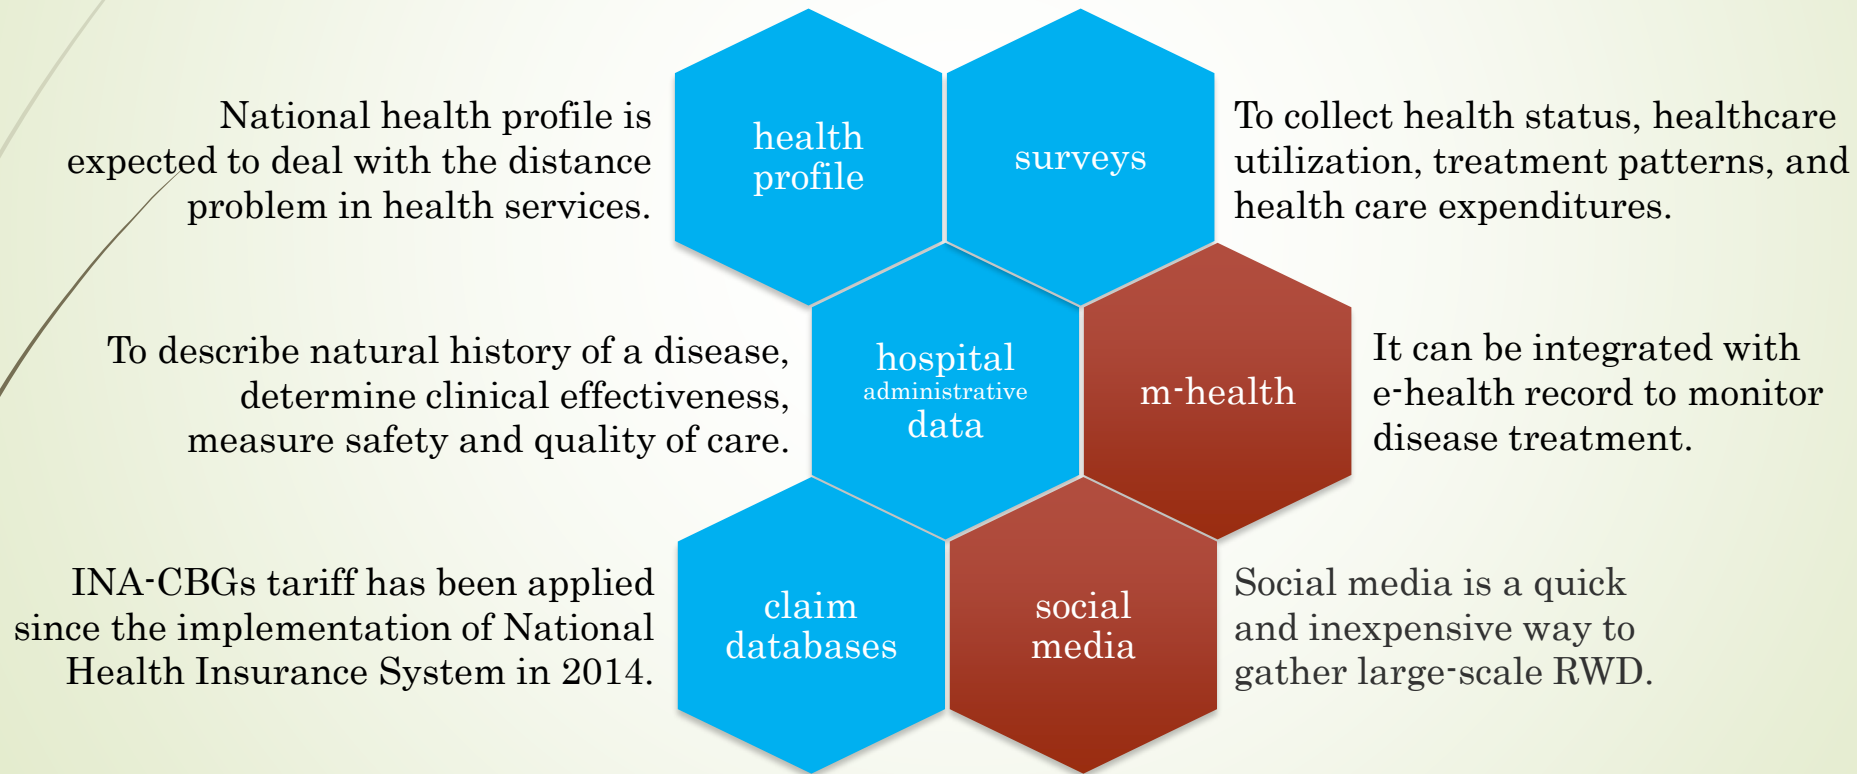 National health profile is
expected to deal with the distance
problem in health services.
health
profile
surveys
To collect health status, healthcare
utilization, treatment patterns, and
health care expenditures.
To describe natural history of a disease,
determine clinical effectiveness,
measure safety and quality of care.
hospital
administrative
data
m-health
It can be integrated with
e-health record to monitor
disease treatment.
INA-CBGs tariff has been applied
since the implementation of National
Health Insurance System in 2014.
claim
databases
social
media
Social media is a quick
and inexpensive way to
gather large-scale RWD.